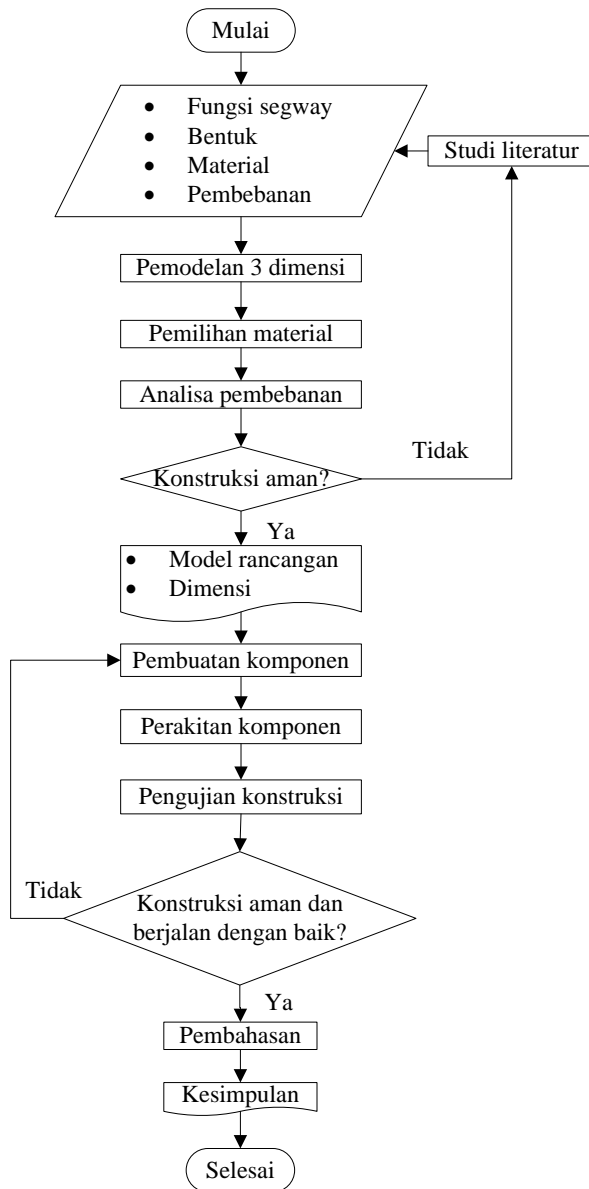 Mulai
• Fungsi segway
• Bentuk
• Material
• Pembebanan
Studi literatur
Pemodelan 3 dimensi
Pemilihan material
Analisa pembebanan
Tidak
Konstruksi aman?
Ya
• Model rancangan
• Dimensi
Pembuatan komponen
Perakitan komponen
Pengujian konstruksi
Tidak
Konstruksi aman dan
berjalan dengan baik?
Ya
Pembahasan
Kesimpulan
Selesai